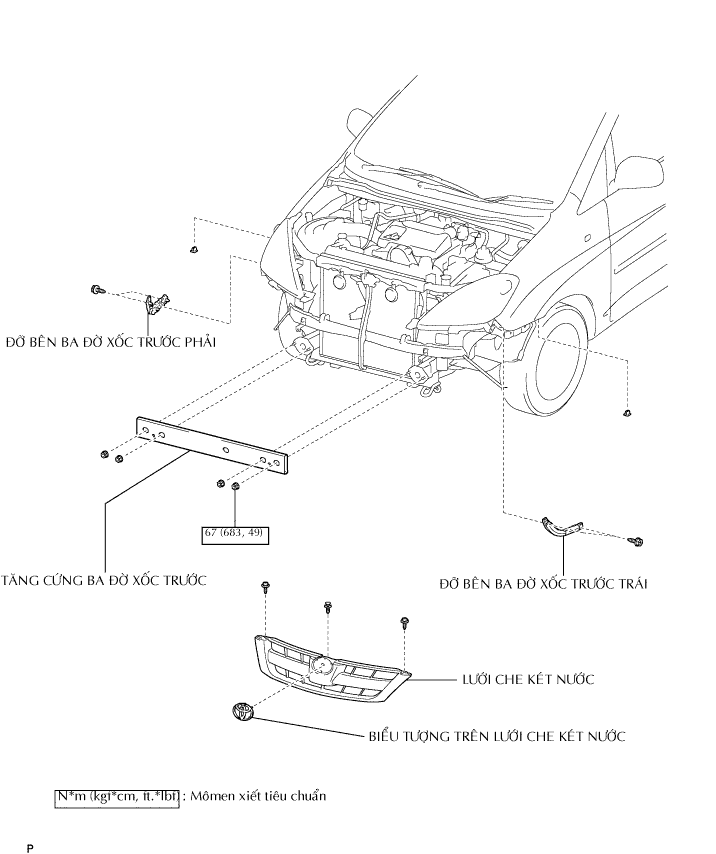 ĐỠ BÊN BA ĐỜ XỐC TRƯỚC PHẢI
67 (683, 49)
TĂNG CỨNG BA ĐỜ XỐC TRƯỚC
ĐỠ BÊN BA ĐỜ XỐC TRƯỚC TRÁI
LƯỚI CHE KÉT NƯỚC
BIỂU TƯỢNG TRÊN LƯỚI CHE KÉT NƯỚC
N*m (kgf*cm, ft.*lbf) : Mômen xiết tiêu chuẩn
P